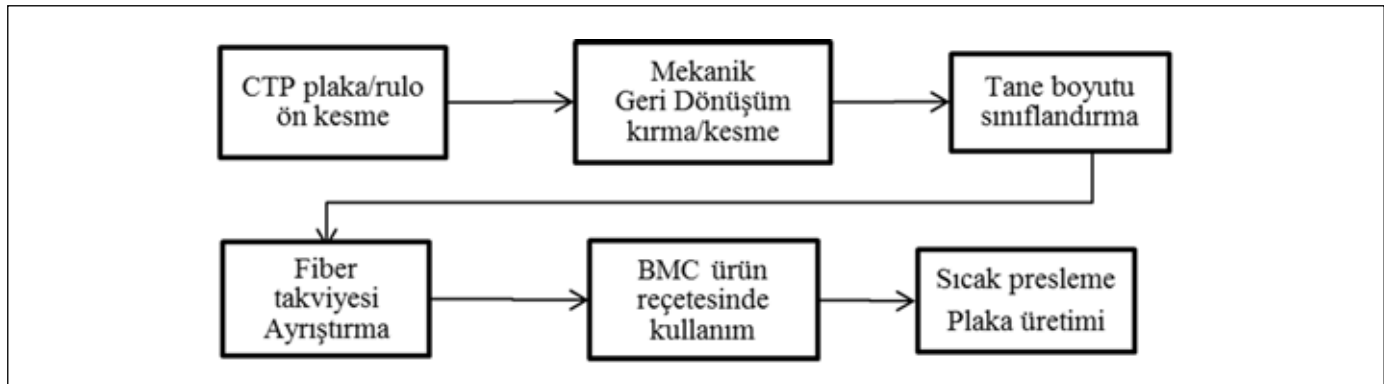 CTP plaka/rulo
ön kesme
Mekanik
Geri Dönüşüm
kırma/kesme
Tane boyutu
sınıflandırma
Fiber
takviyesi
Ayrıştırma
BMC ürün
reçetesinde
kullanım
Sıcak presleme
Plaka üretimi